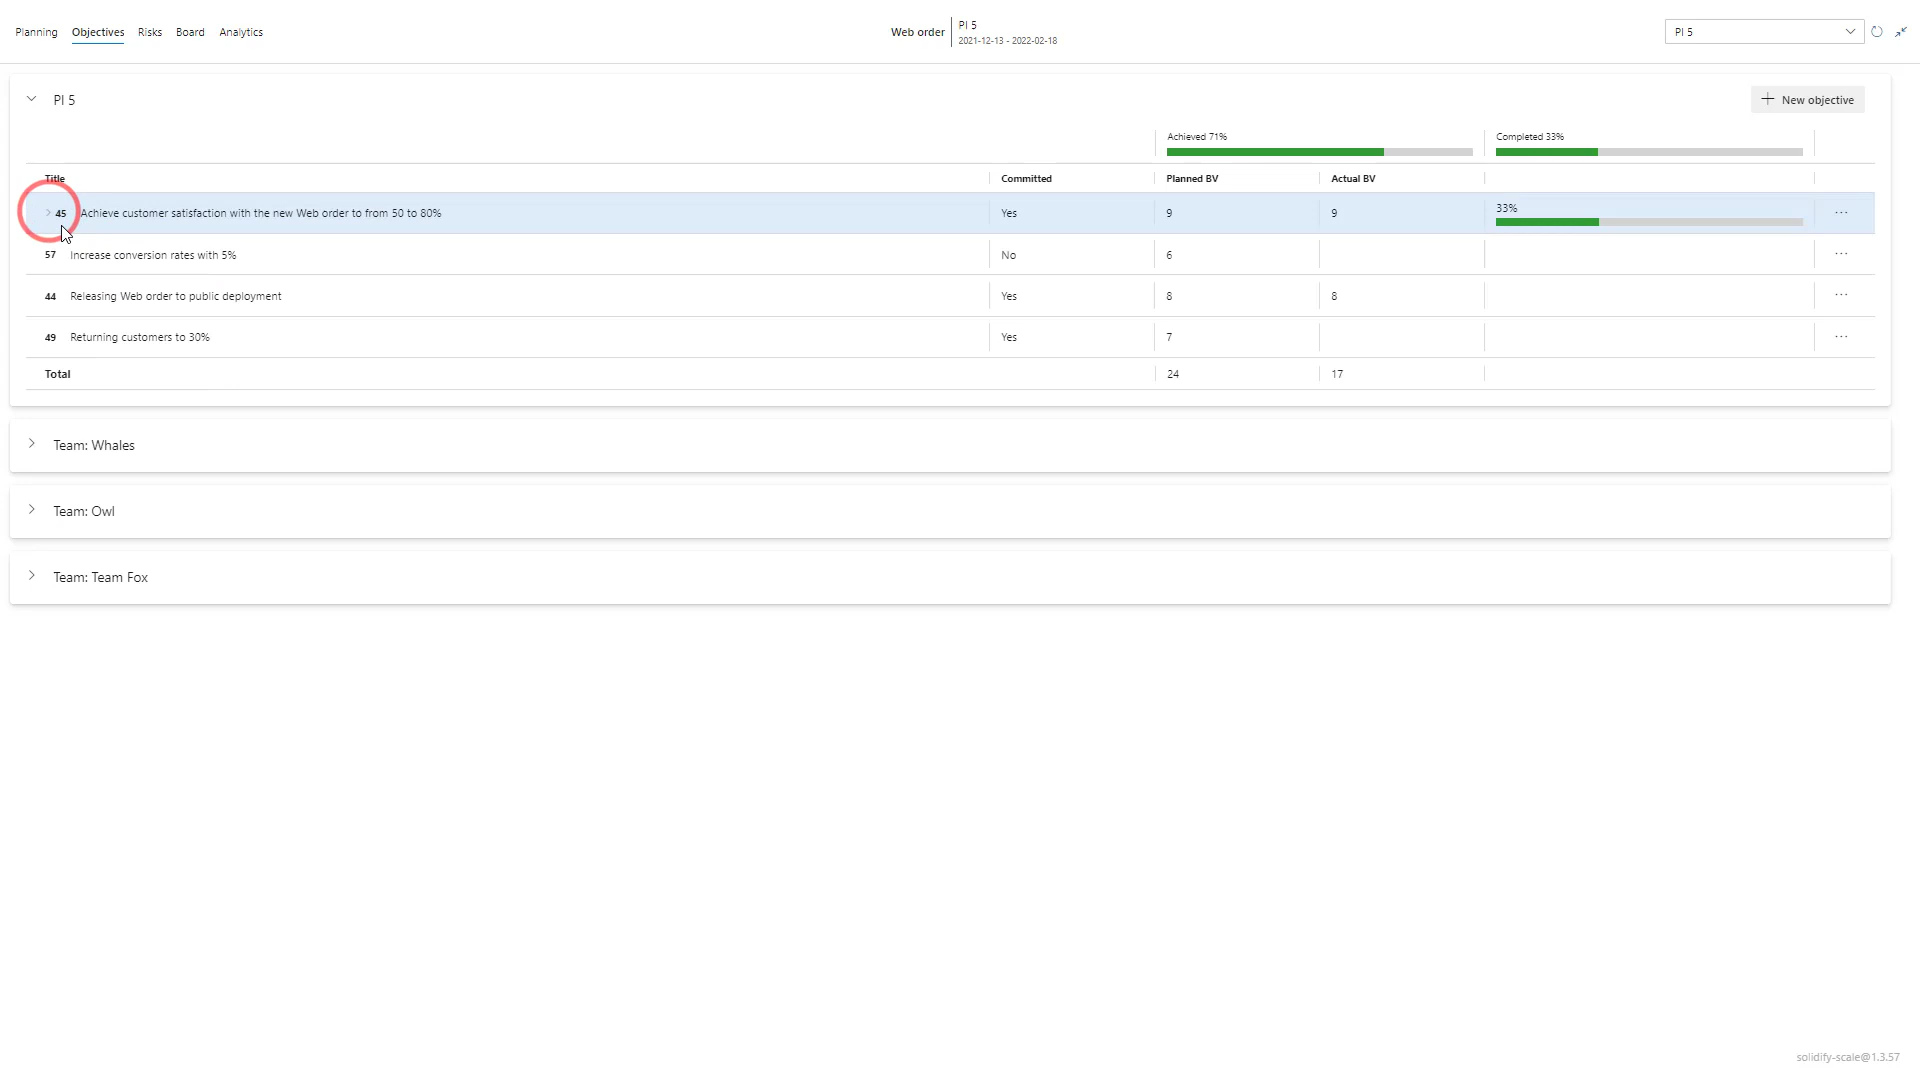 Planning Objectives Risks Board Analytics
Web order
PI 5
2021-12-13 - 2022-02-18
PI 5
PI 5
New objective
Achieved 71% Completed 33%
Title Committed Planned BV Actual BV
45 Achieve customer satisfaction with the new Web order to from 50 to 80% Yes 9 9 33%
57 Increase conversion rates with 5% No 6
44 Releasing Web order to public deployment Yes 8 8
49 Returning customers to 30% Yes 7
Total 24 17
Team: Whales
Team: Owl
Team: Team Fox
solidify-scale@1.3.57